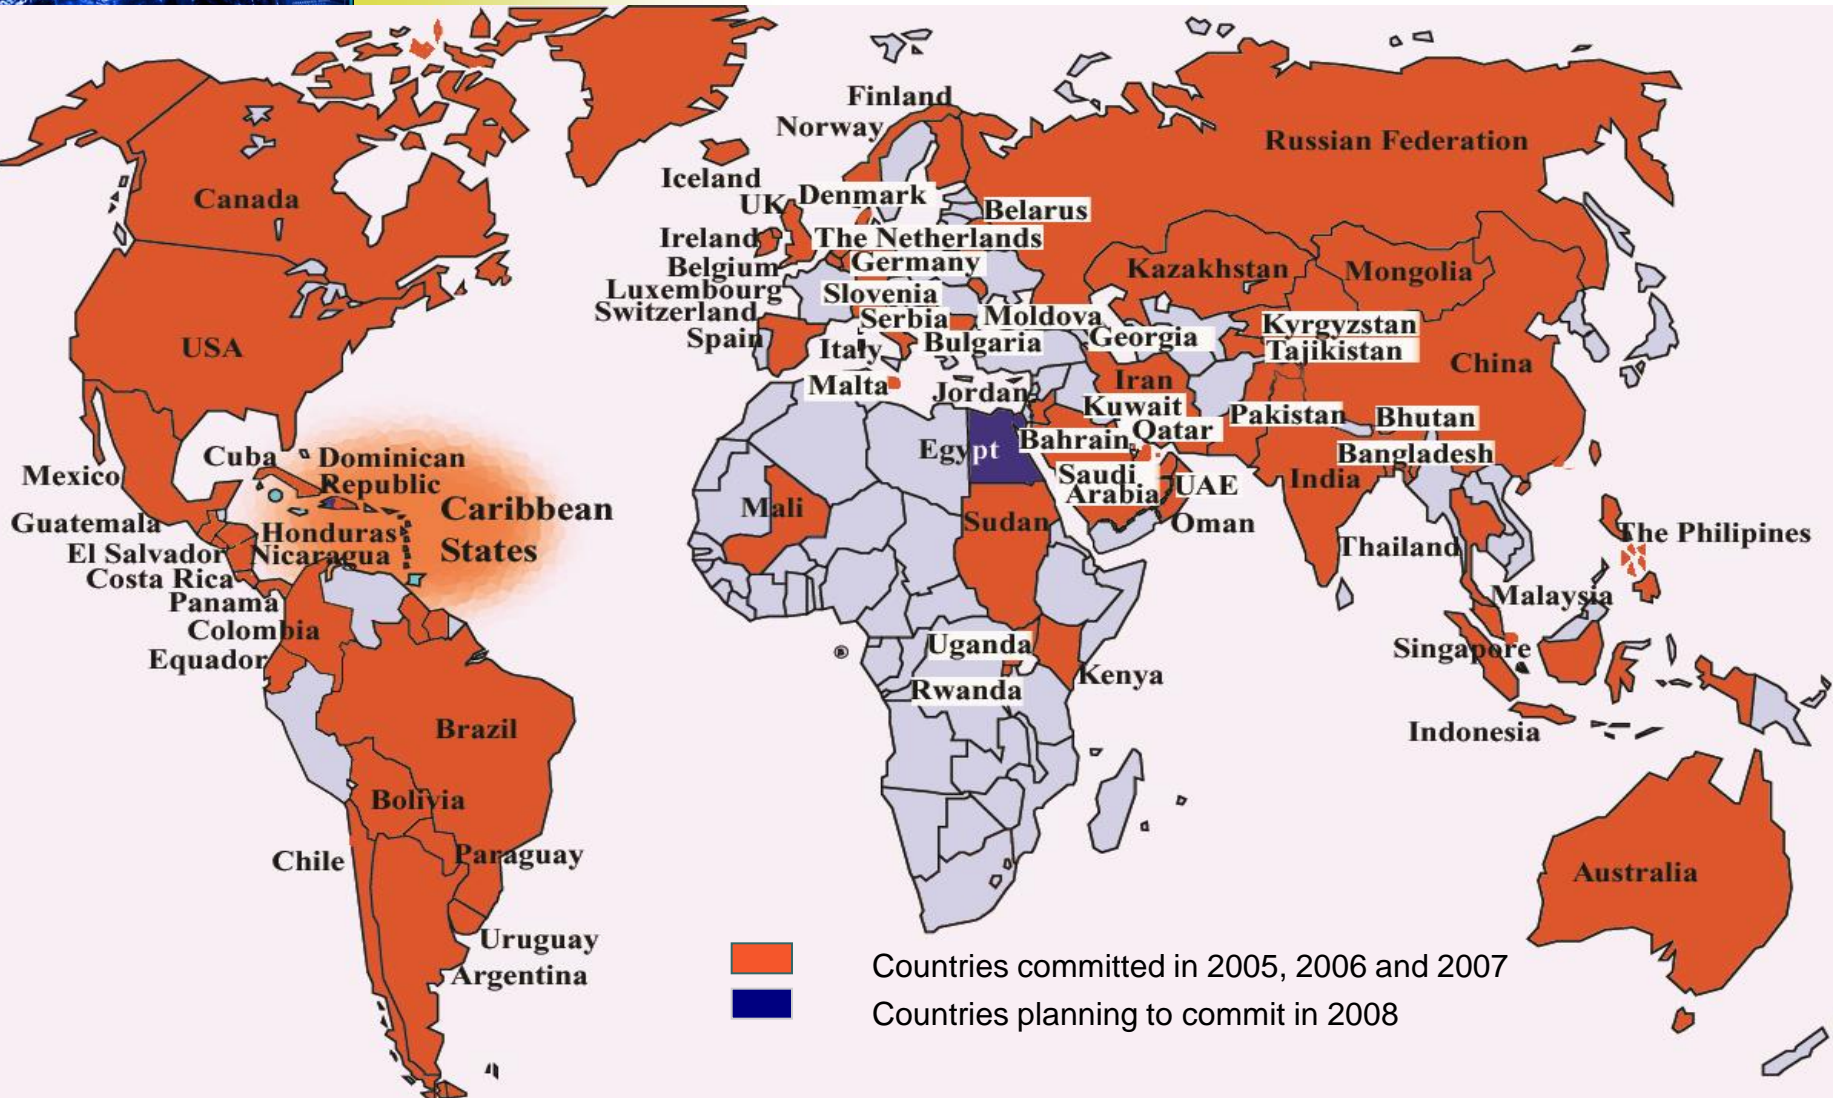 Finland
Norway
Russian Federation
Iceland
Canada
UK
Denmark
Belarus
Ireland
The Netherlands
Belgium
Germany
Kazakhstan
Mongolia
Luxembourg
Slovenia
Switzerland
Serbia
Moldova
Kyrgyzstan
Spain
Italy
Bulgaria
Georgia
Tajikistan
USA
China
Malta
Jordan
Iran
Kuwait
Pakistan
Bhutan
Qatar
Bahrain
Egypt
Bangladesh
Cuba
Dominican
Republic
Mexico
Saudi
Arabia
UAE
India
Caribbean
States
Mali
Sudan
Oman
Guatemala
Honduras
El Salvador
Nicaragua
Thailand
The Philipines
Costa Rica
Panama
Malaysia
Colombia
Uganda
Singapore
Equador
Kenya
Rwanda
Brazil
Indonesia
Bolivia
Chile
Paraguay
Australia
Uruguay
Argentina
Countries committed in 2005, 2006 and 2007
Countries planning to commit in 2008